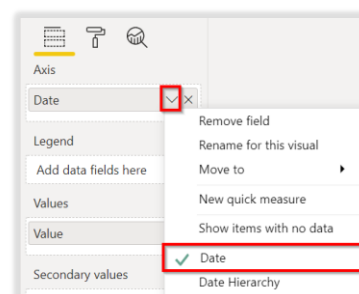 Axis
Date
Legend
Add data fields here
Values
Value
Secondary values
Remove field
Rename for this visual
Move to
New quick measure
Show items with no data
Date
Date Hierarchy